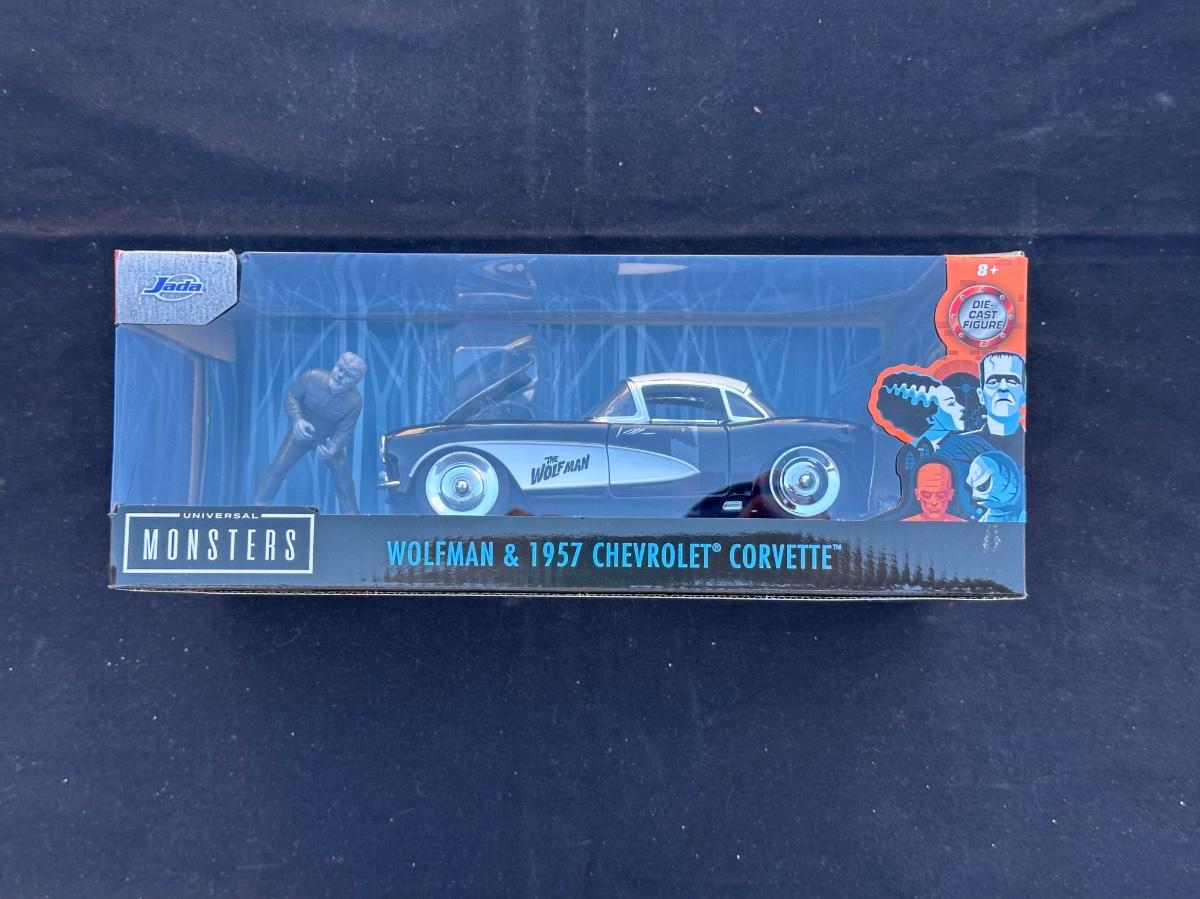 Jada
8+
DIE-
CAST
FIGURE
THE
WOLFMAN
UNIVERSAL
MONSTERS
WOLFMAN & 1957 CHEVROLET® CORVETTE™